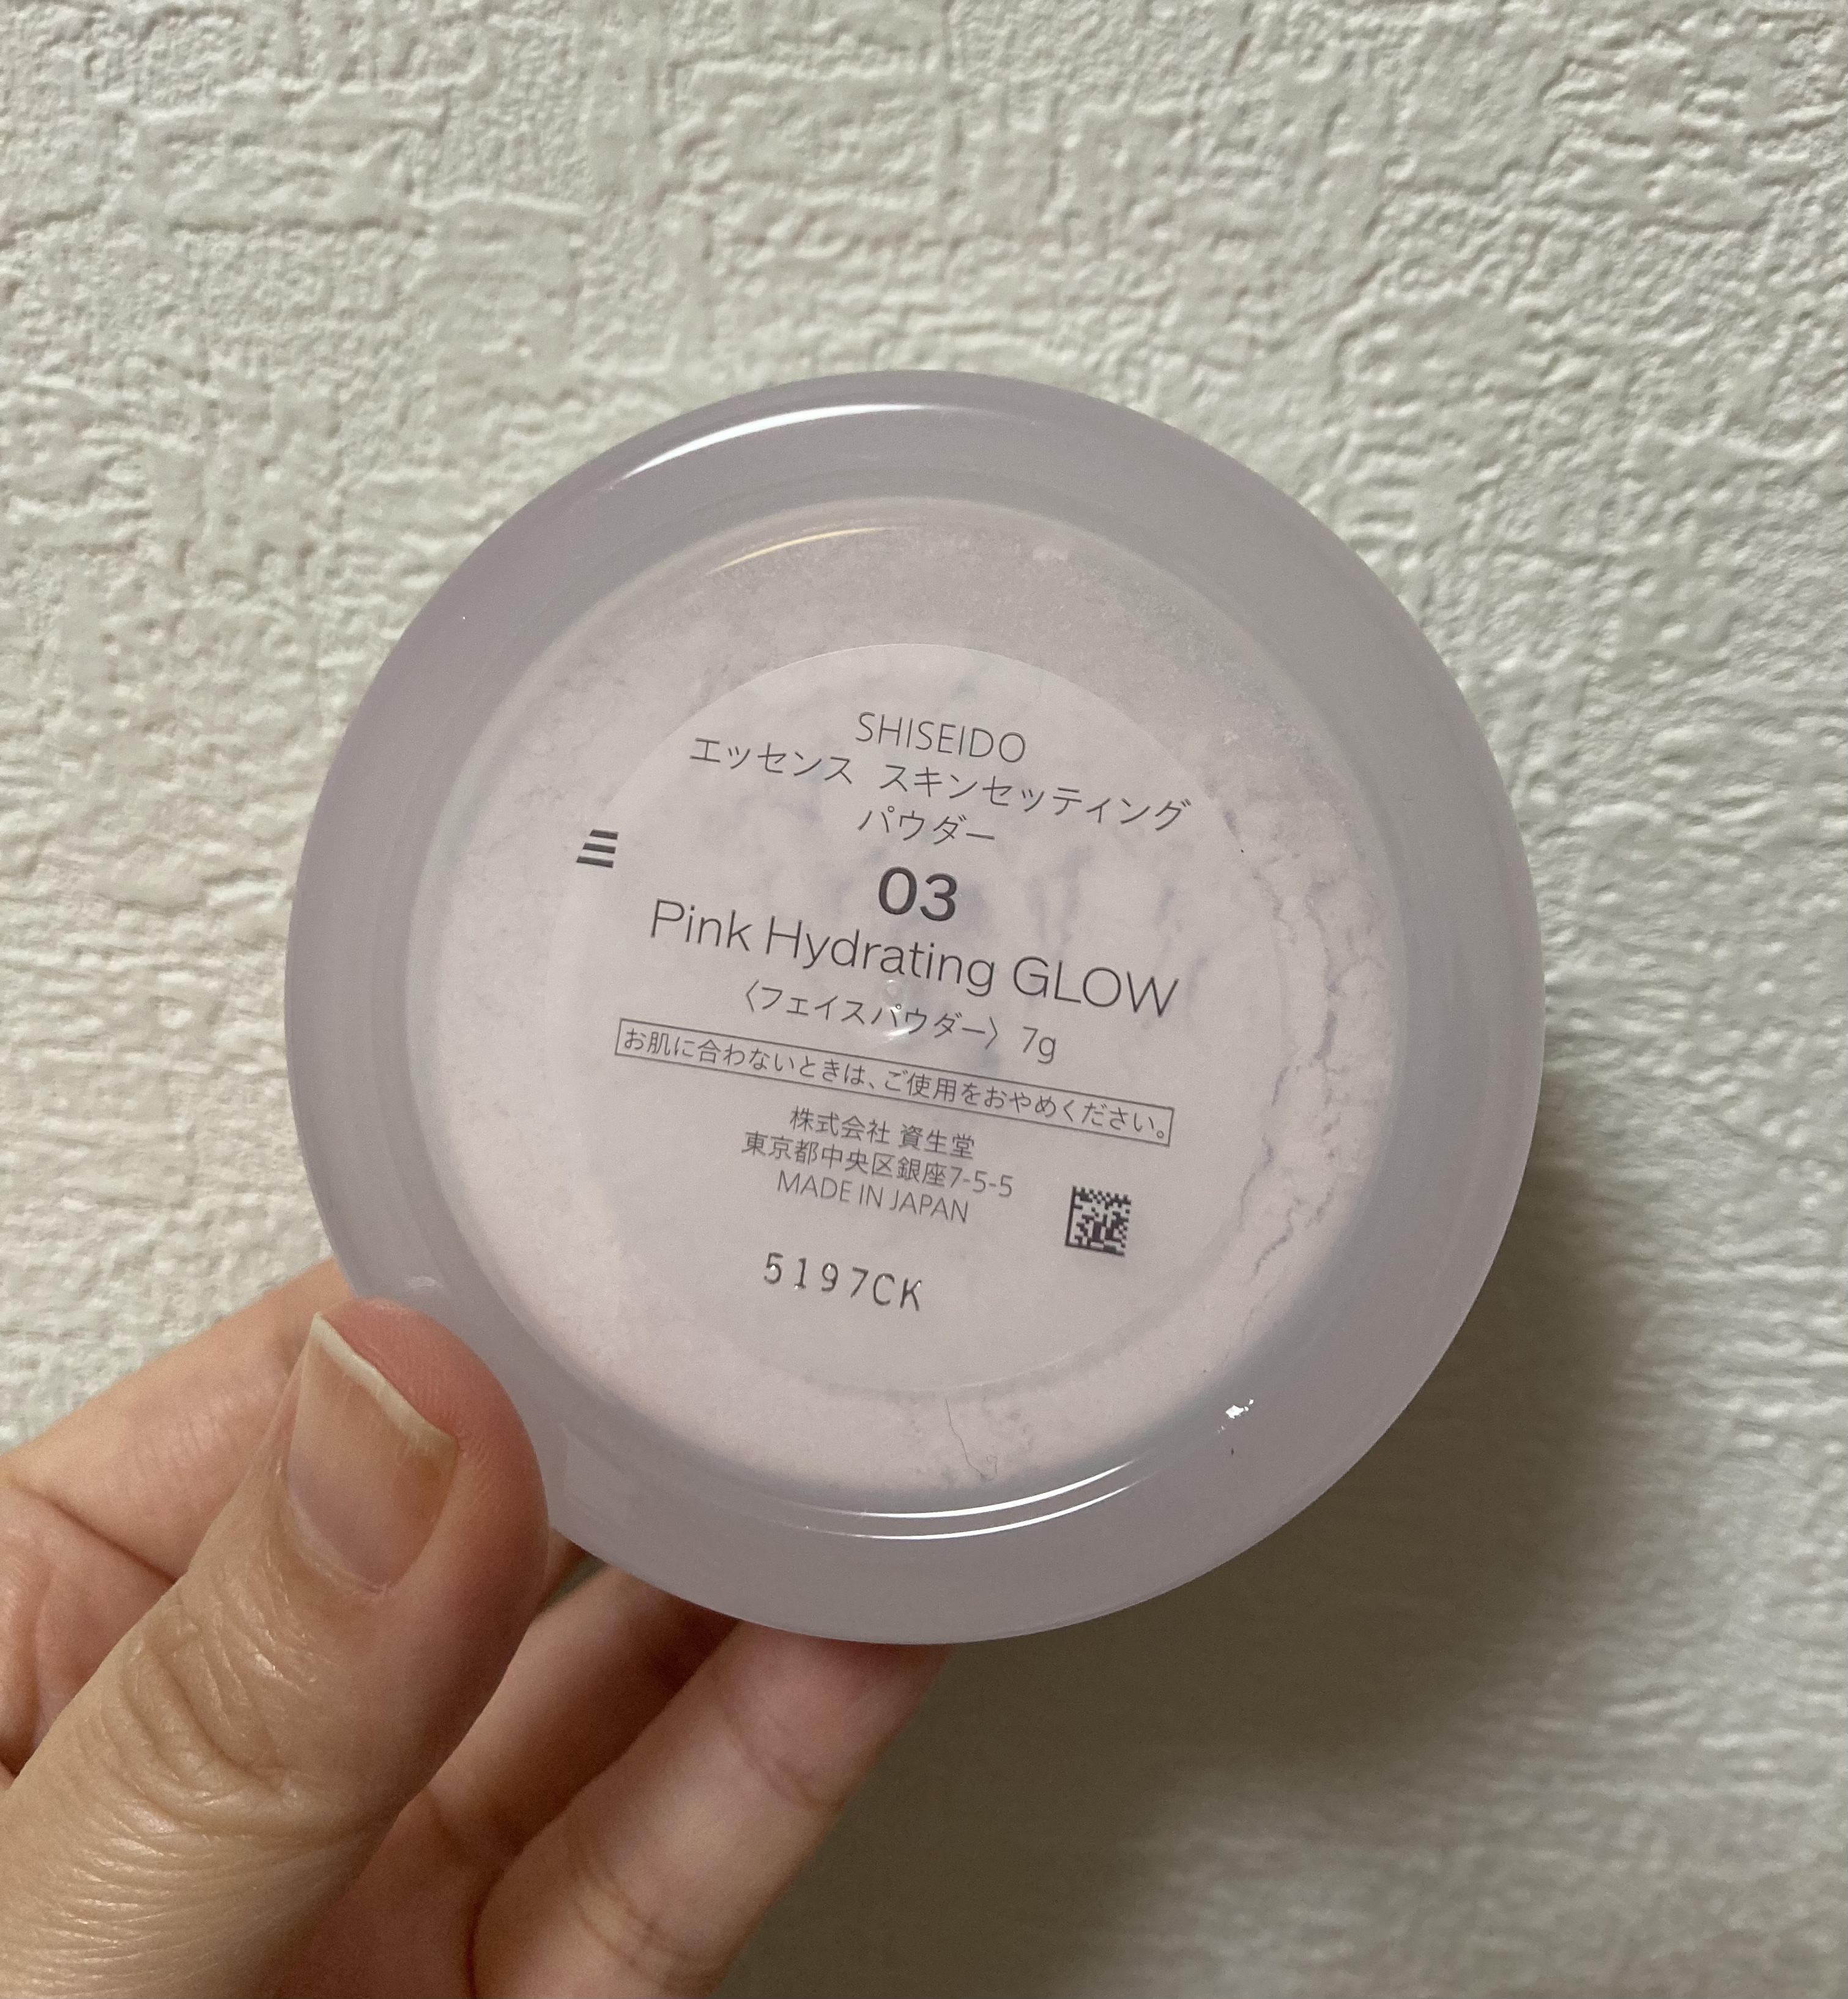 SHISEIDO
エッセンス スキンセッティング
パウダー
03
Pink Hydrating GLOW
〈フェイスパウダー〉 7g
お肌に合わないときは、ご使用をおやめください。
株式会社 資生堂
東京都中央区銀座7-5-5
MADE IN JAPAN
5197CK